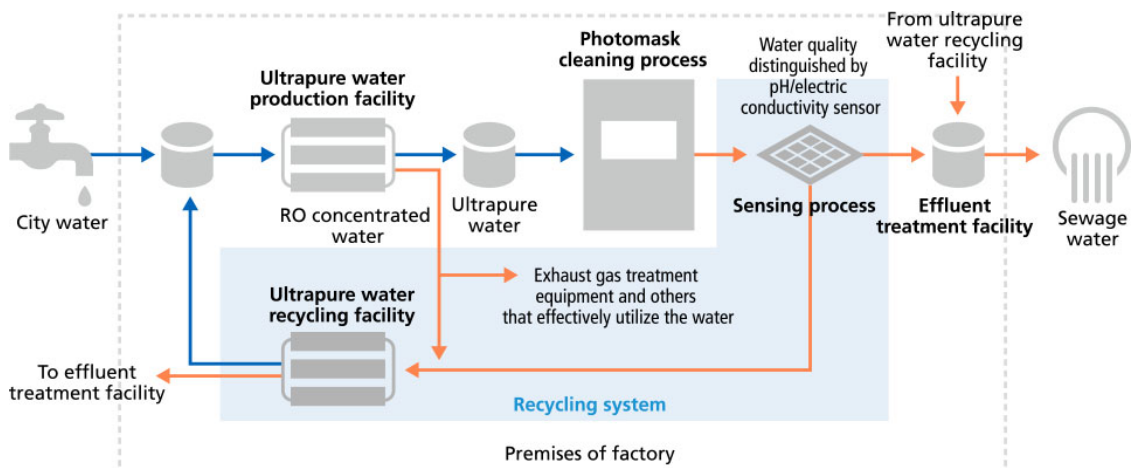 Photomask
cleaning process
Water quality
distinguished by
pH/electric
conductivity sensor
From ultrapure
water recycling
facility
Ultrapure water
production facility
City water
RO concentrated
water
Ultrapure
water
Sensing process
Effluent
treatment facility
Sewage
water
Exhaust gas treatment
equipment and others
that effectively utilize the water
Ultrapure water
recycling facility
To effluent
treatment facility
Recycling system
Premises of factory